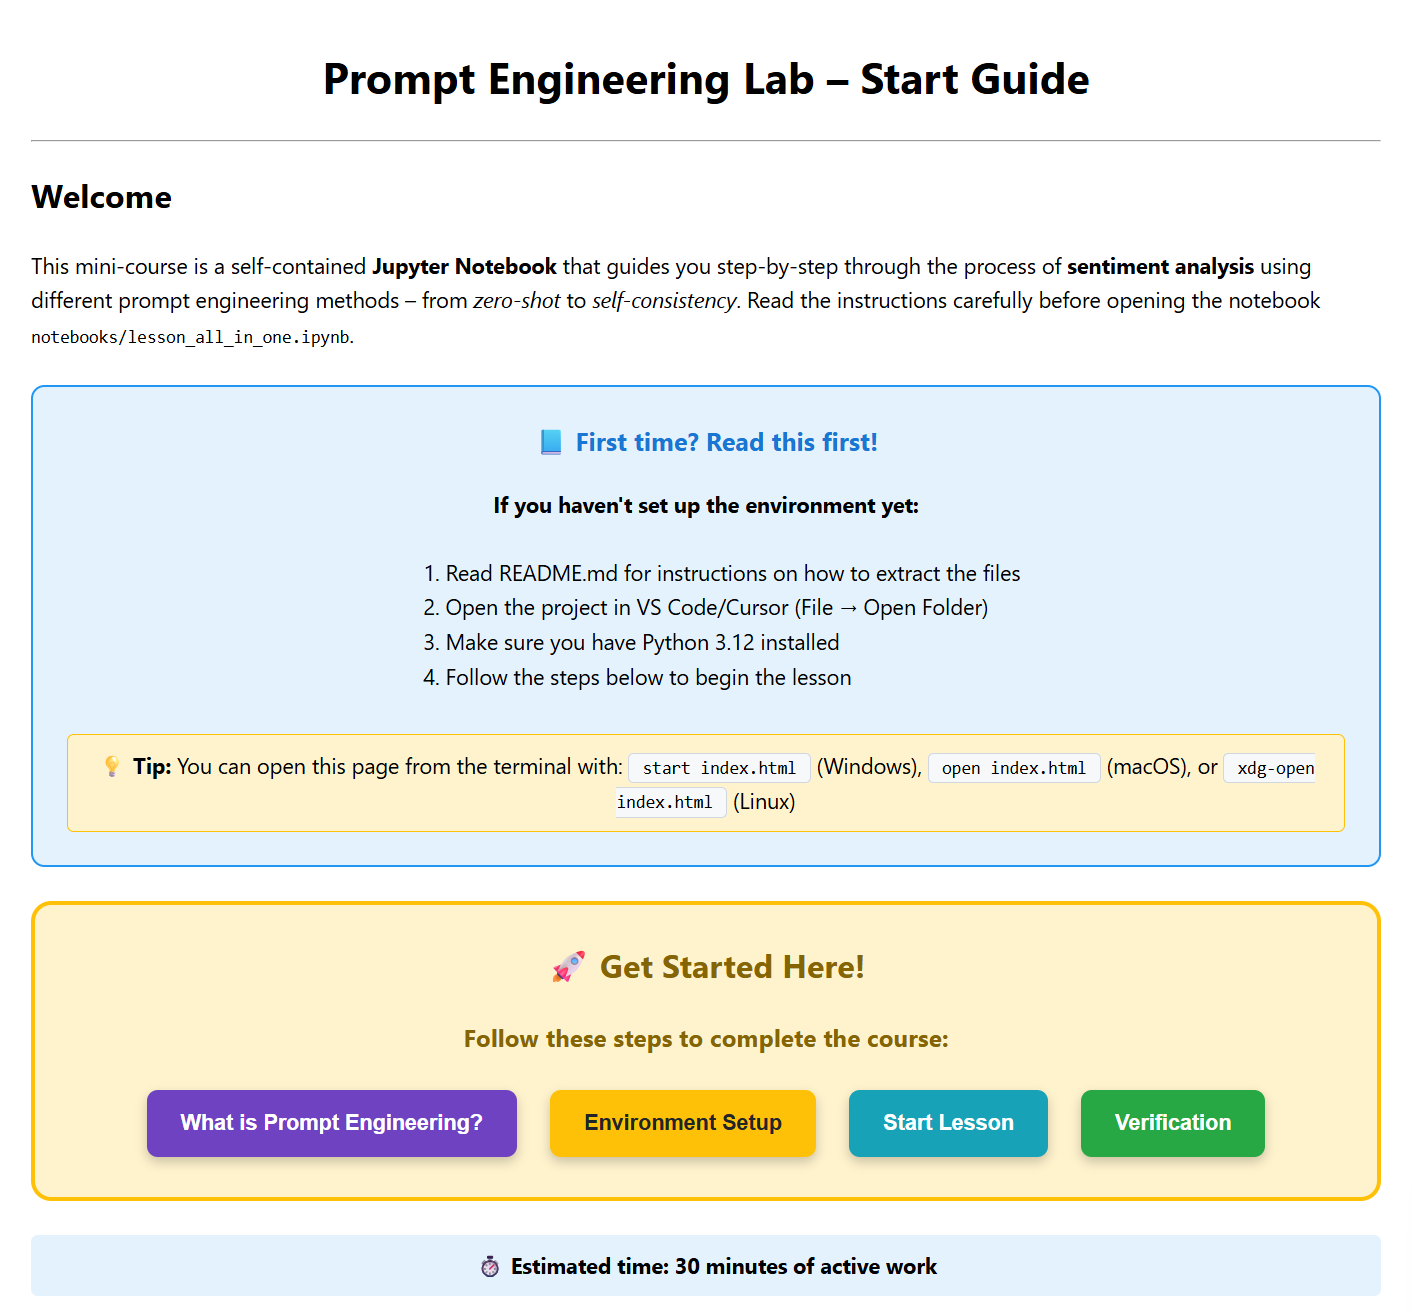 Prompt Engineering Lab – Start Guide
Welcome
This mini-course is a self-contained Jupyter Notebook that guides you step-by-step through the process of sentiment analysis using
different prompt engineering methods – from zero-shot to self-consistency. Read the instructions carefully before opening the notebook
notebooks/lesson_all_in_one.ipynb.
📘 First time? Read this first!
If you haven't set up the environment yet:
1. Read README.md for instructions on how to extract the files
2. Open the project in VS Code/Cursor (File → Open Folder)
3. Make sure you have Python 3.12 installed
4. Follow the steps below to begin the lesson
💡 Tip: You can open this page from the terminal with: start index.html (Windows), open index.html (macOS), or xdg-open
index.html (Linux)
🚀 Get Started Here!
Follow these steps to complete the course:
What is Prompt Engineering? Environment Setup Start Lesson Verification
⏱️ Estimated time: 30 minutes of active work